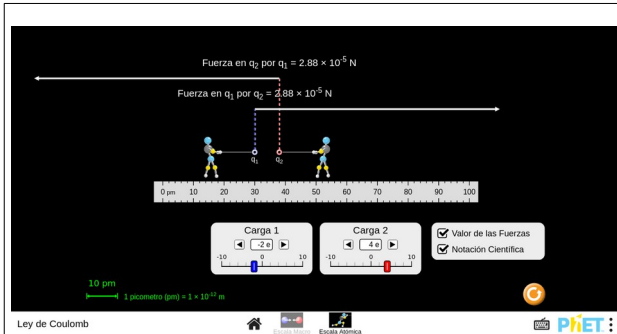 Fuerza en q₂ por q₁ = 2.88 × 10⁻⁵ N
Fuerza en q₁ por q₂ = 2.88 × 10⁻⁵ N
q₁ q₂
0 pm 10 20 30 40 50 60 70 80 90 100
Carga 1
-2 e
-10 0 10
Carga 2
4 e
-10 0 10
Valor de las Fuerzas
Notación Científica
10 pm
1 picometro (pm) = 1 × 10⁻¹² m
Ley de Coulomb
Escala Macro
Escala Atómica
PhET